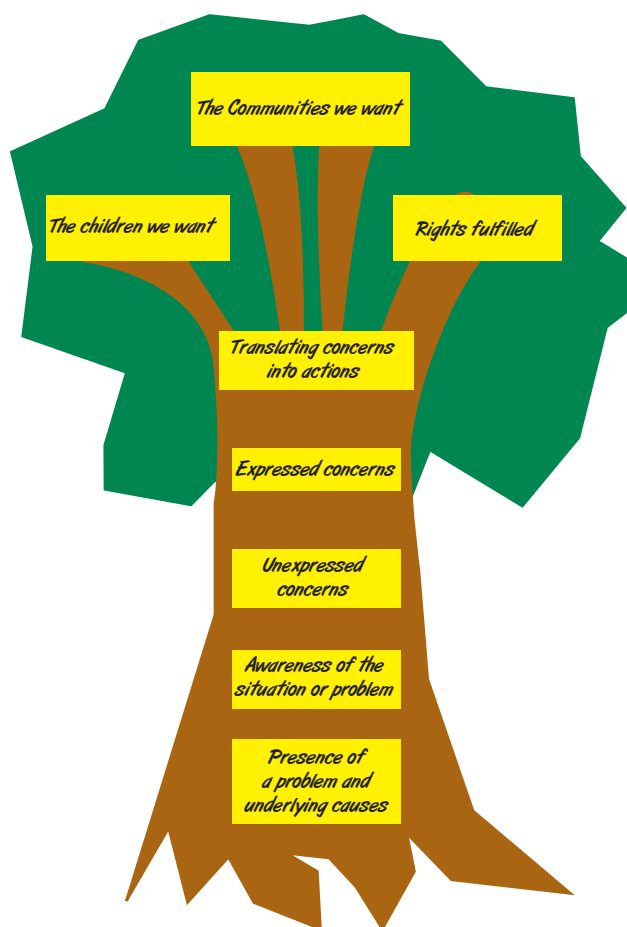 The Communities we want
The children we want
Rights fulfilled
Translating concerns
into actions
Expressed concerns
Unexpressed
concerns
Awareness of the
situation or problem
Presence of
a problem and
underlying causes